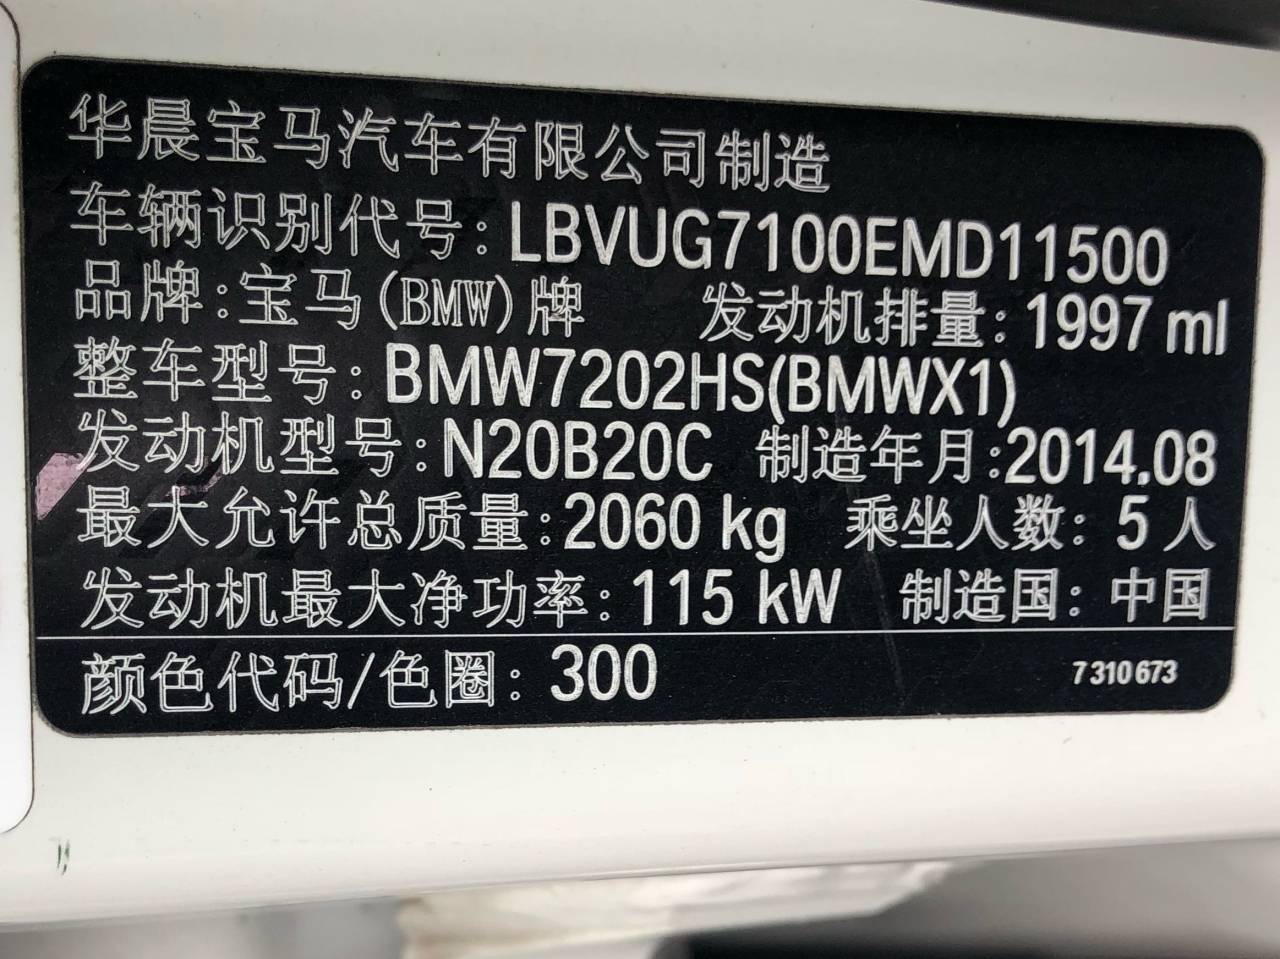 华晨宝马汽车有限公司制造
车辆识别代号: LBVUG7100EMD11500
品牌:宝马(BMW)牌 发动机排量: 1997 ml
整车型号: BMW7202HS(BMWX1)
发动机型号: N20B20C 制造年月:2014.08
最大允许总质量: 2060 kg 乘坐人数: 5 人
发动机最大净功率: 115 kW 制造国: 中国
颜色代码/色圈: 300 7310673